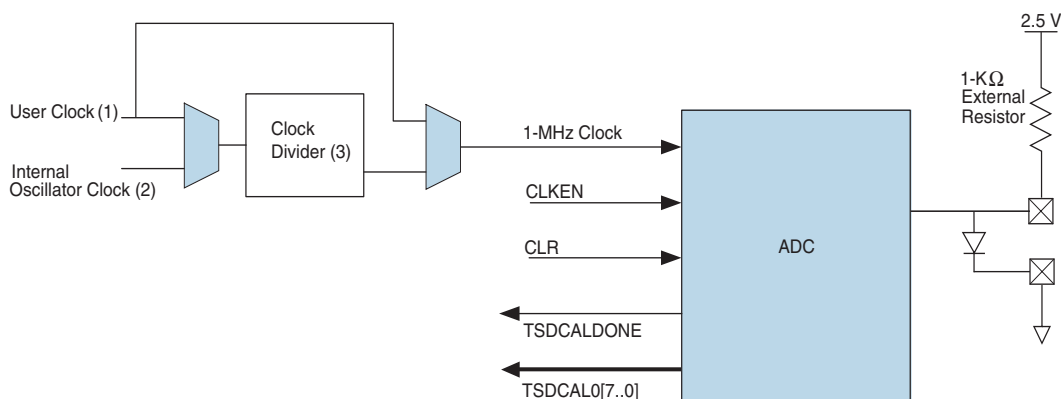 2.5 V
1-KΩ
External
Resistor
User Clock (1)
Clock
Divider (3)
1-MHz Clock
Internal
Oscillator Clock (2)
CLKEN
CLR
ADC
TSDCALDONE
TSDCAL0[7..0]